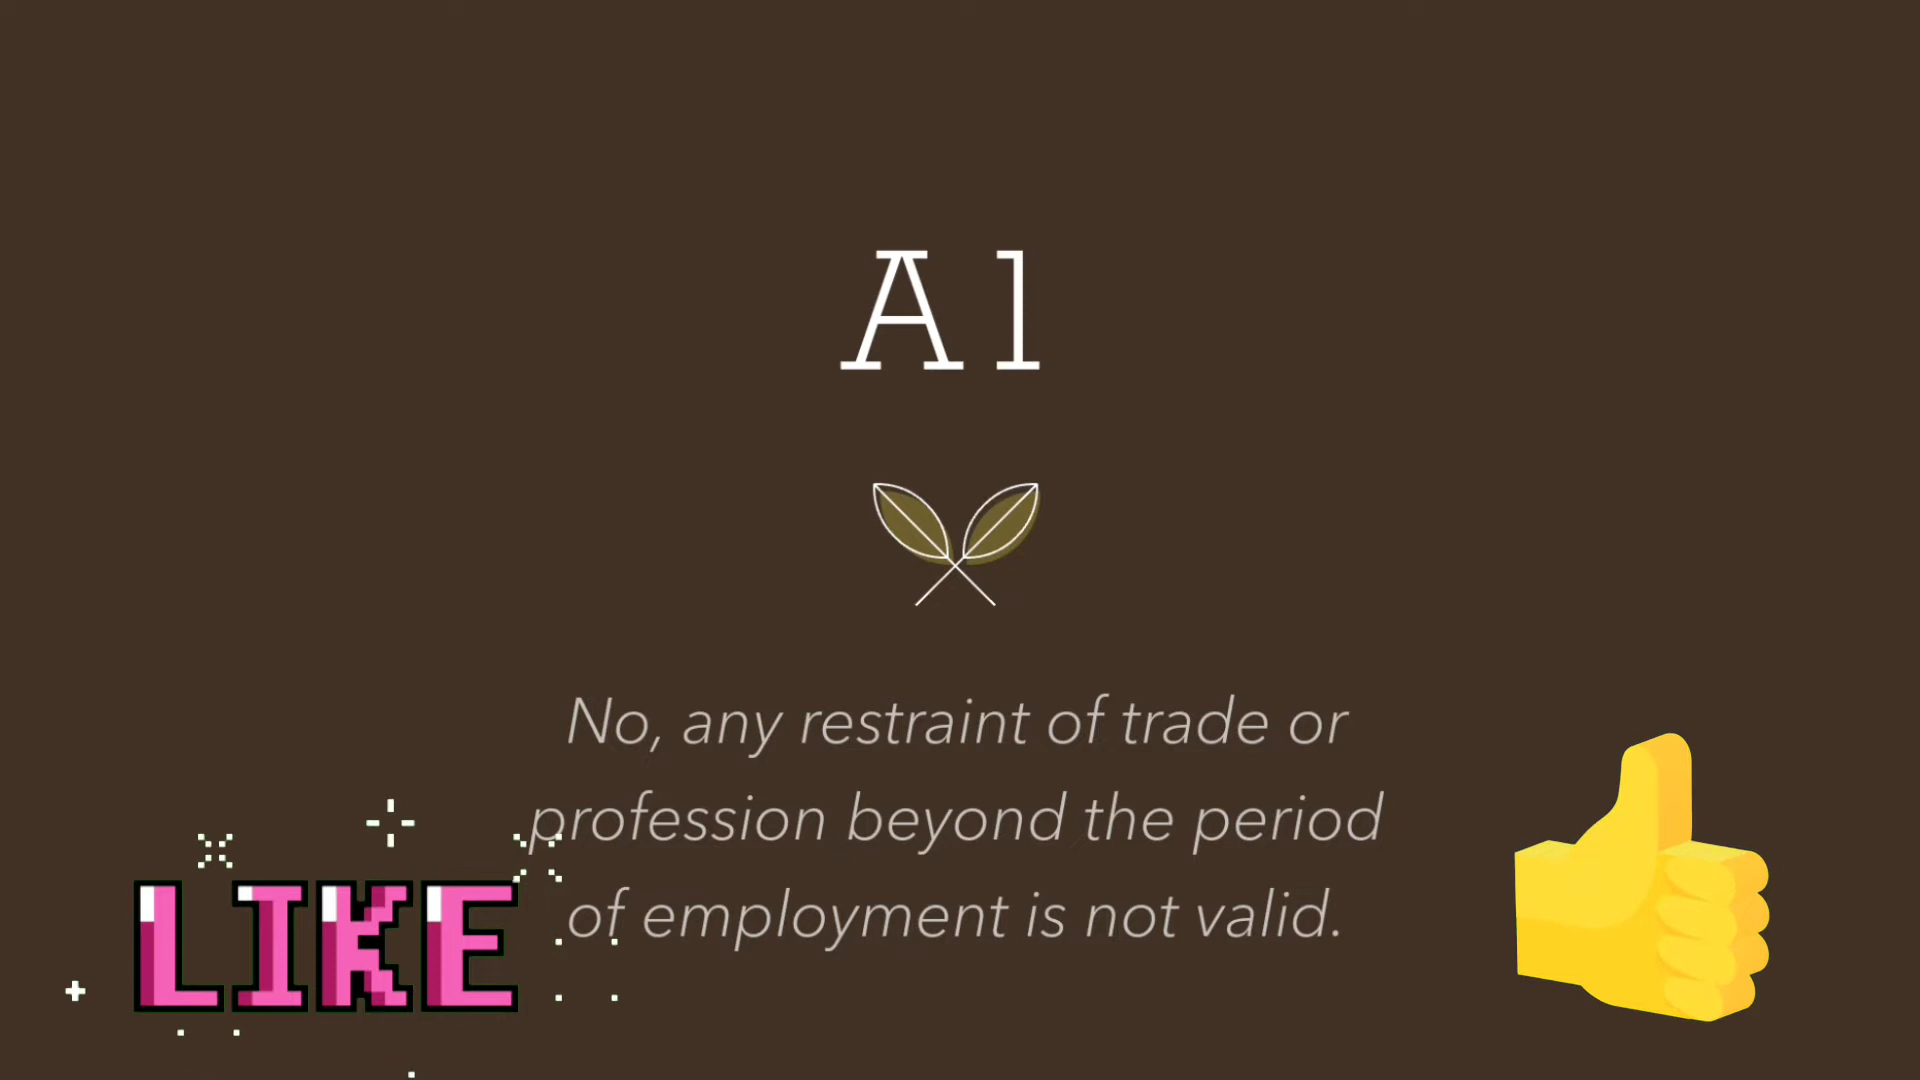 A1
No, any restraint of trade or
profession beyond the period
of employment is not valid.
LIKE